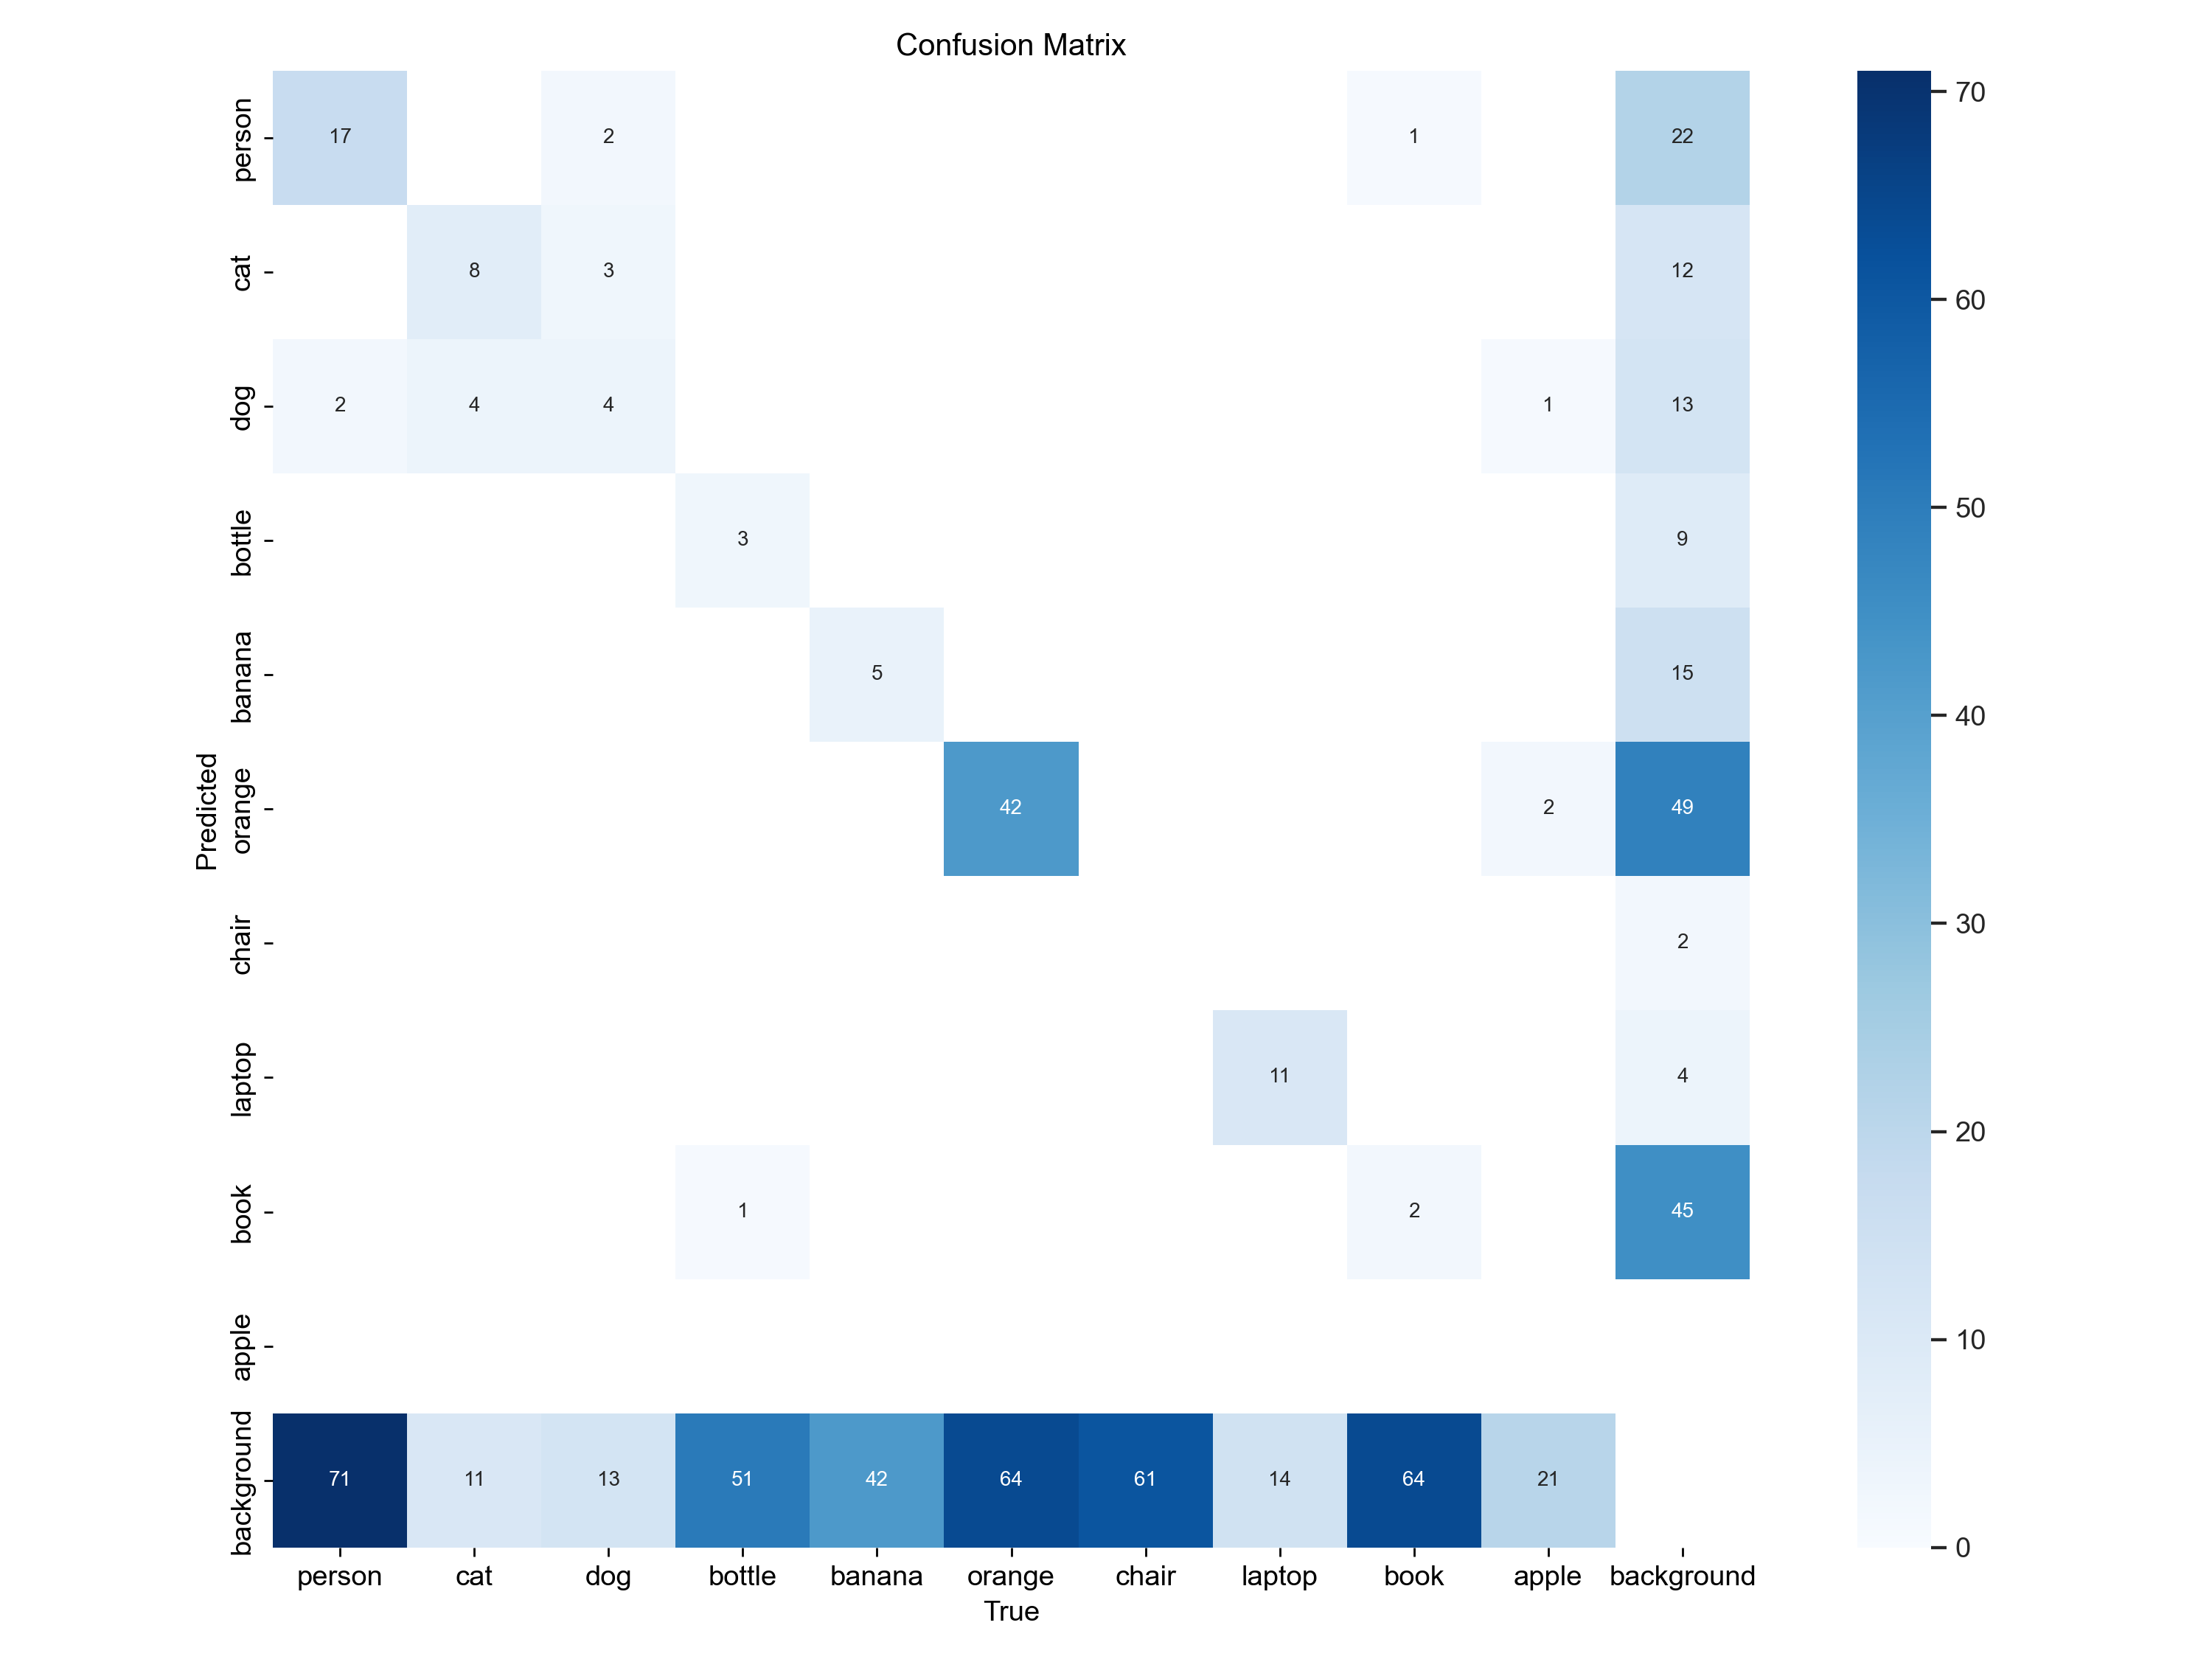 Confusion Matrix
person 17 2 1 22
cat 8 3 12
dog 2 4 4 1 13
bottle 3 9
banana 5 15
orange 42 2 49
chair 2
laptop 11 4
book 1 2 45
apple
background 71 11 13 51 42 64 61 14 64 21
Predicted
person cat dog bottle banana orange chair laptop book apple background
True
70
60
50
40
30
20
10
0